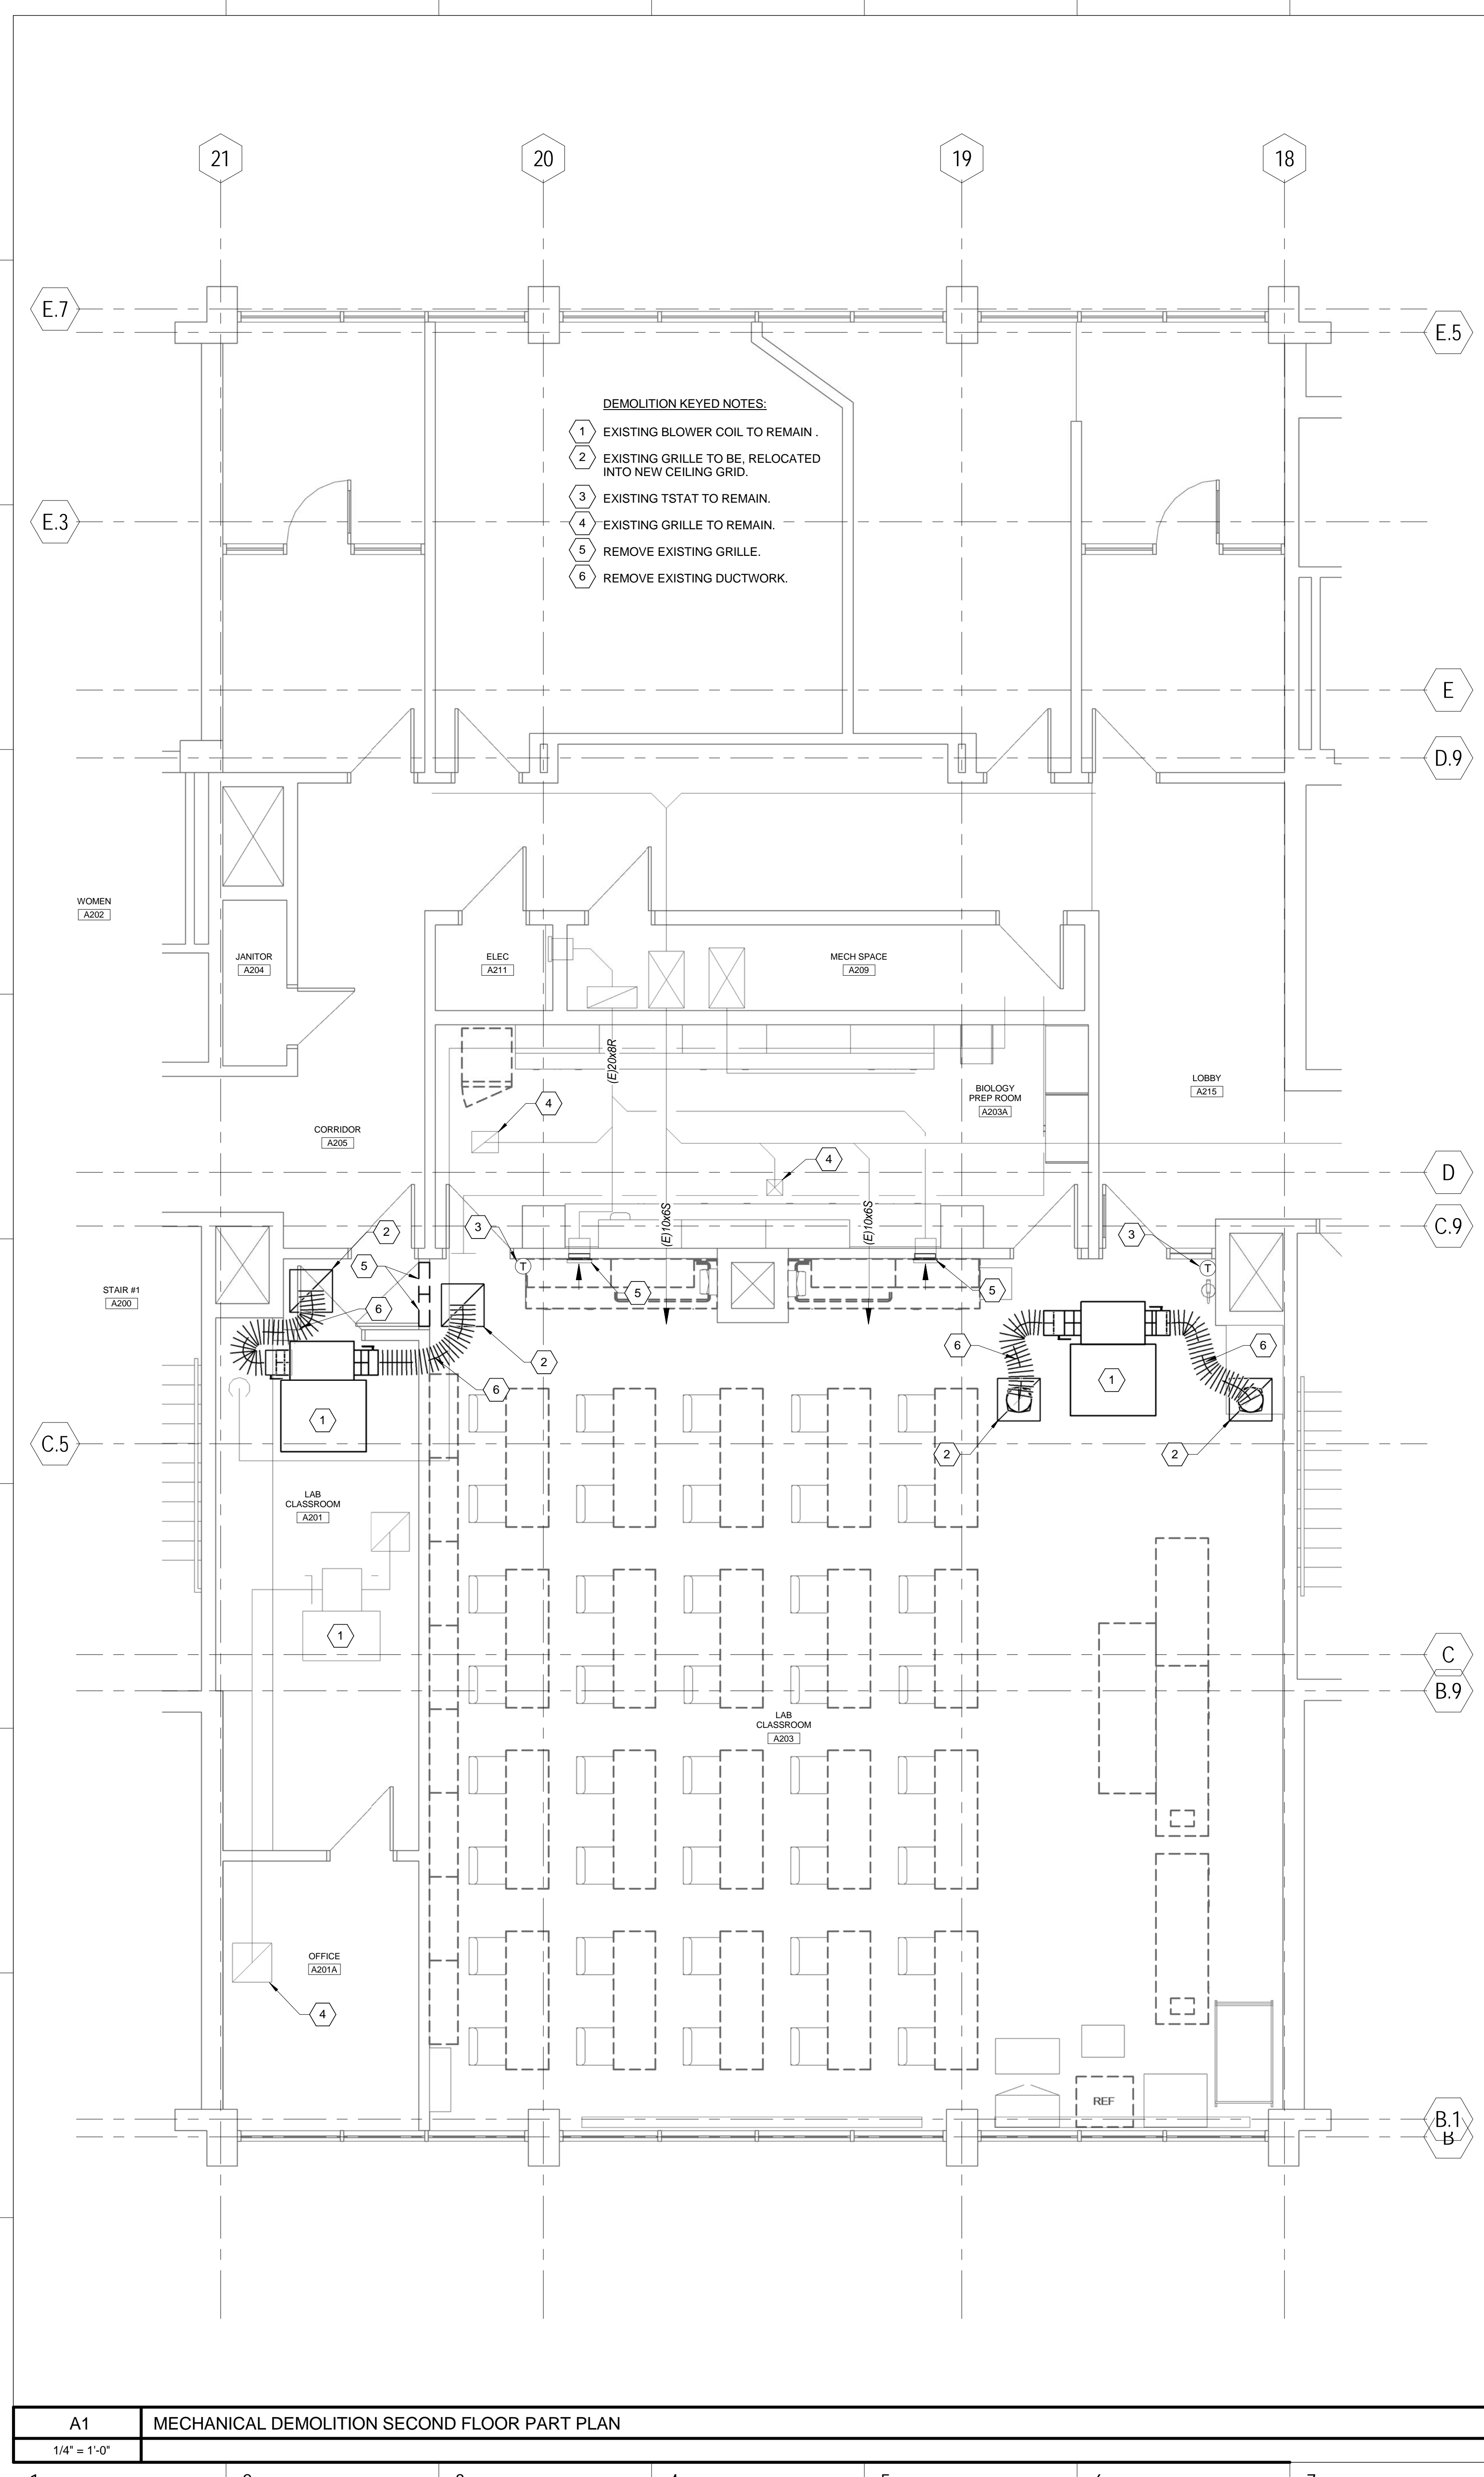 21
20
19
18
E.7
E.5
DEMOLITION KEYED NOTES:
1 EXISTING BLOWER COIL TO REMAIN .
2 EXISTING GRILLE TO BE, RELOCATED
INTO NEW CEILING GRID.
3 EXISTING TSTAT TO REMAIN.
E.3
4 EXISTING GRILLE TO REMAIN.
5 REMOVE EXISTING GRILLE.
6 REMOVE EXISTING DUCTWORK.
E
D.9
WOMEN
A202
JANITOR
A204
ELEC
A211
MECH SPACE
A209
(E)20x8R
BIOLOGY
PREP ROOM
A203A
LOBBY
A215
4
CORRIDOR
A205
4
D
(E)10x6S
(E)10x6S
C.9
2
3
3
5
T
T
STAIR #1
A200
5
5
6
6
6
2
1
6
1
C.5
2
2
LAB
CLASSROOM
A201
1
C
B.9
LAB
CLASSROOM
A203
OFFICE
A201A
4
REF
B.1
B
A1
MECHANICAL DEMOLITION SECOND FLOOR PART PLAN
1/4" = 1'-0"